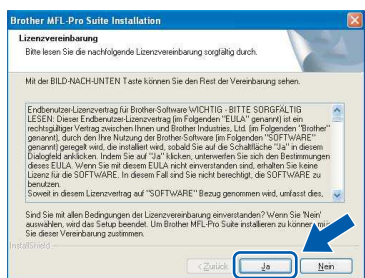 Brother MFL-Pro Suite Installation
Lizenzvereinbarung
Bitte lesen Sie die nachfolgende Lizenzvereinbarung sorgfältig durch.
Mit der BILD-NACH-UNTEN Taste können Sie den Rest der Vereinbarung sehen.
Endbenutzer-Lizenzvertrag für Brother-Software WICHTIG - BITTE SORGFÄLTIG
LESEN: Dieser Endbenutzer-Lizenzvertrag (im Folgenden "EULA" genannt) ist ein
rechtsgültiger Vertrag zwischen Ihnen und Brother Industries, Ltd. (im Folgenden "Brother"
genannt), durch den Ihre Nutzung der Brother-Software (im Folgenden "SOFTWARE"
genannt) geregelt wird, die installiert wird, sobald Sie auf die Schaltfläche "Ja" in diesem
Dialogfeld anklicken. Indem Sie auf "Ja" klicken, unterwerfen Sie sich den Bestimmungen
dieses EULA. Wenn Sie mit diesem EULA nicht einverstanden sind, erhalten Sie keine
Lizenz für die SOFTWARE. In diesem Fall sind Sie nicht berechtigt, die SOFTWARE zu
benutzen.
Soweit in diesem Lizenzvertrag auf "SOFTWARE" Bezug genommen wird, umfasst dies,
Sind Sie mit allen Bedingungen der Lizenzvereinbarung einverstanden? Wenn Sie 'Nein'
auswählen, wird das Setup beendet. Um Brother MFL-Pro Suite installieren zu können,
Sie dieser Vereinbarung zustimmen.
InstallShield
< Zurück
Ja
Nein